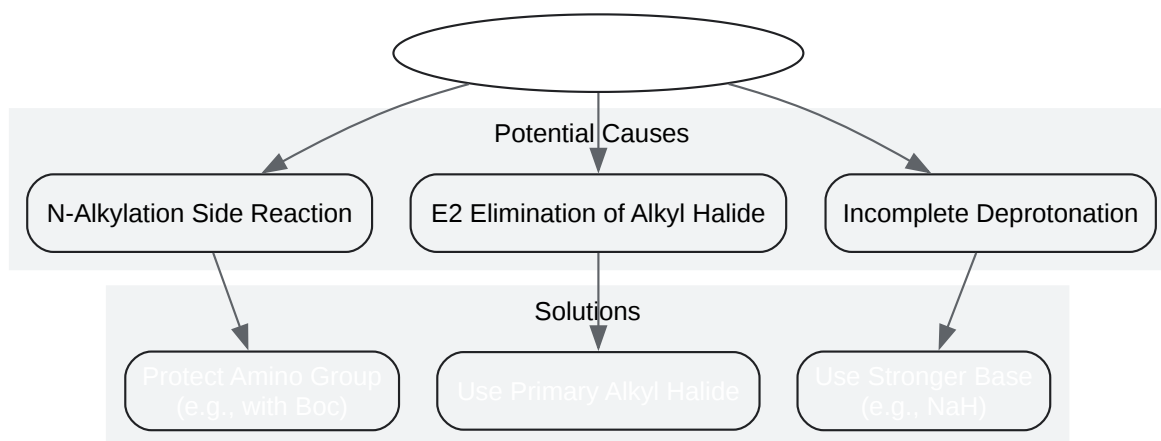 Potential Causes
N-Alkylation Side Reaction
E2 Elimination of Alkyl Halide
Incomplete Deprotonation
Solutions
Protect Amino Group
(e.g., with Boc)
Use Primary Alkyl Halide
Use Stronger Base
(e.g., NaH)